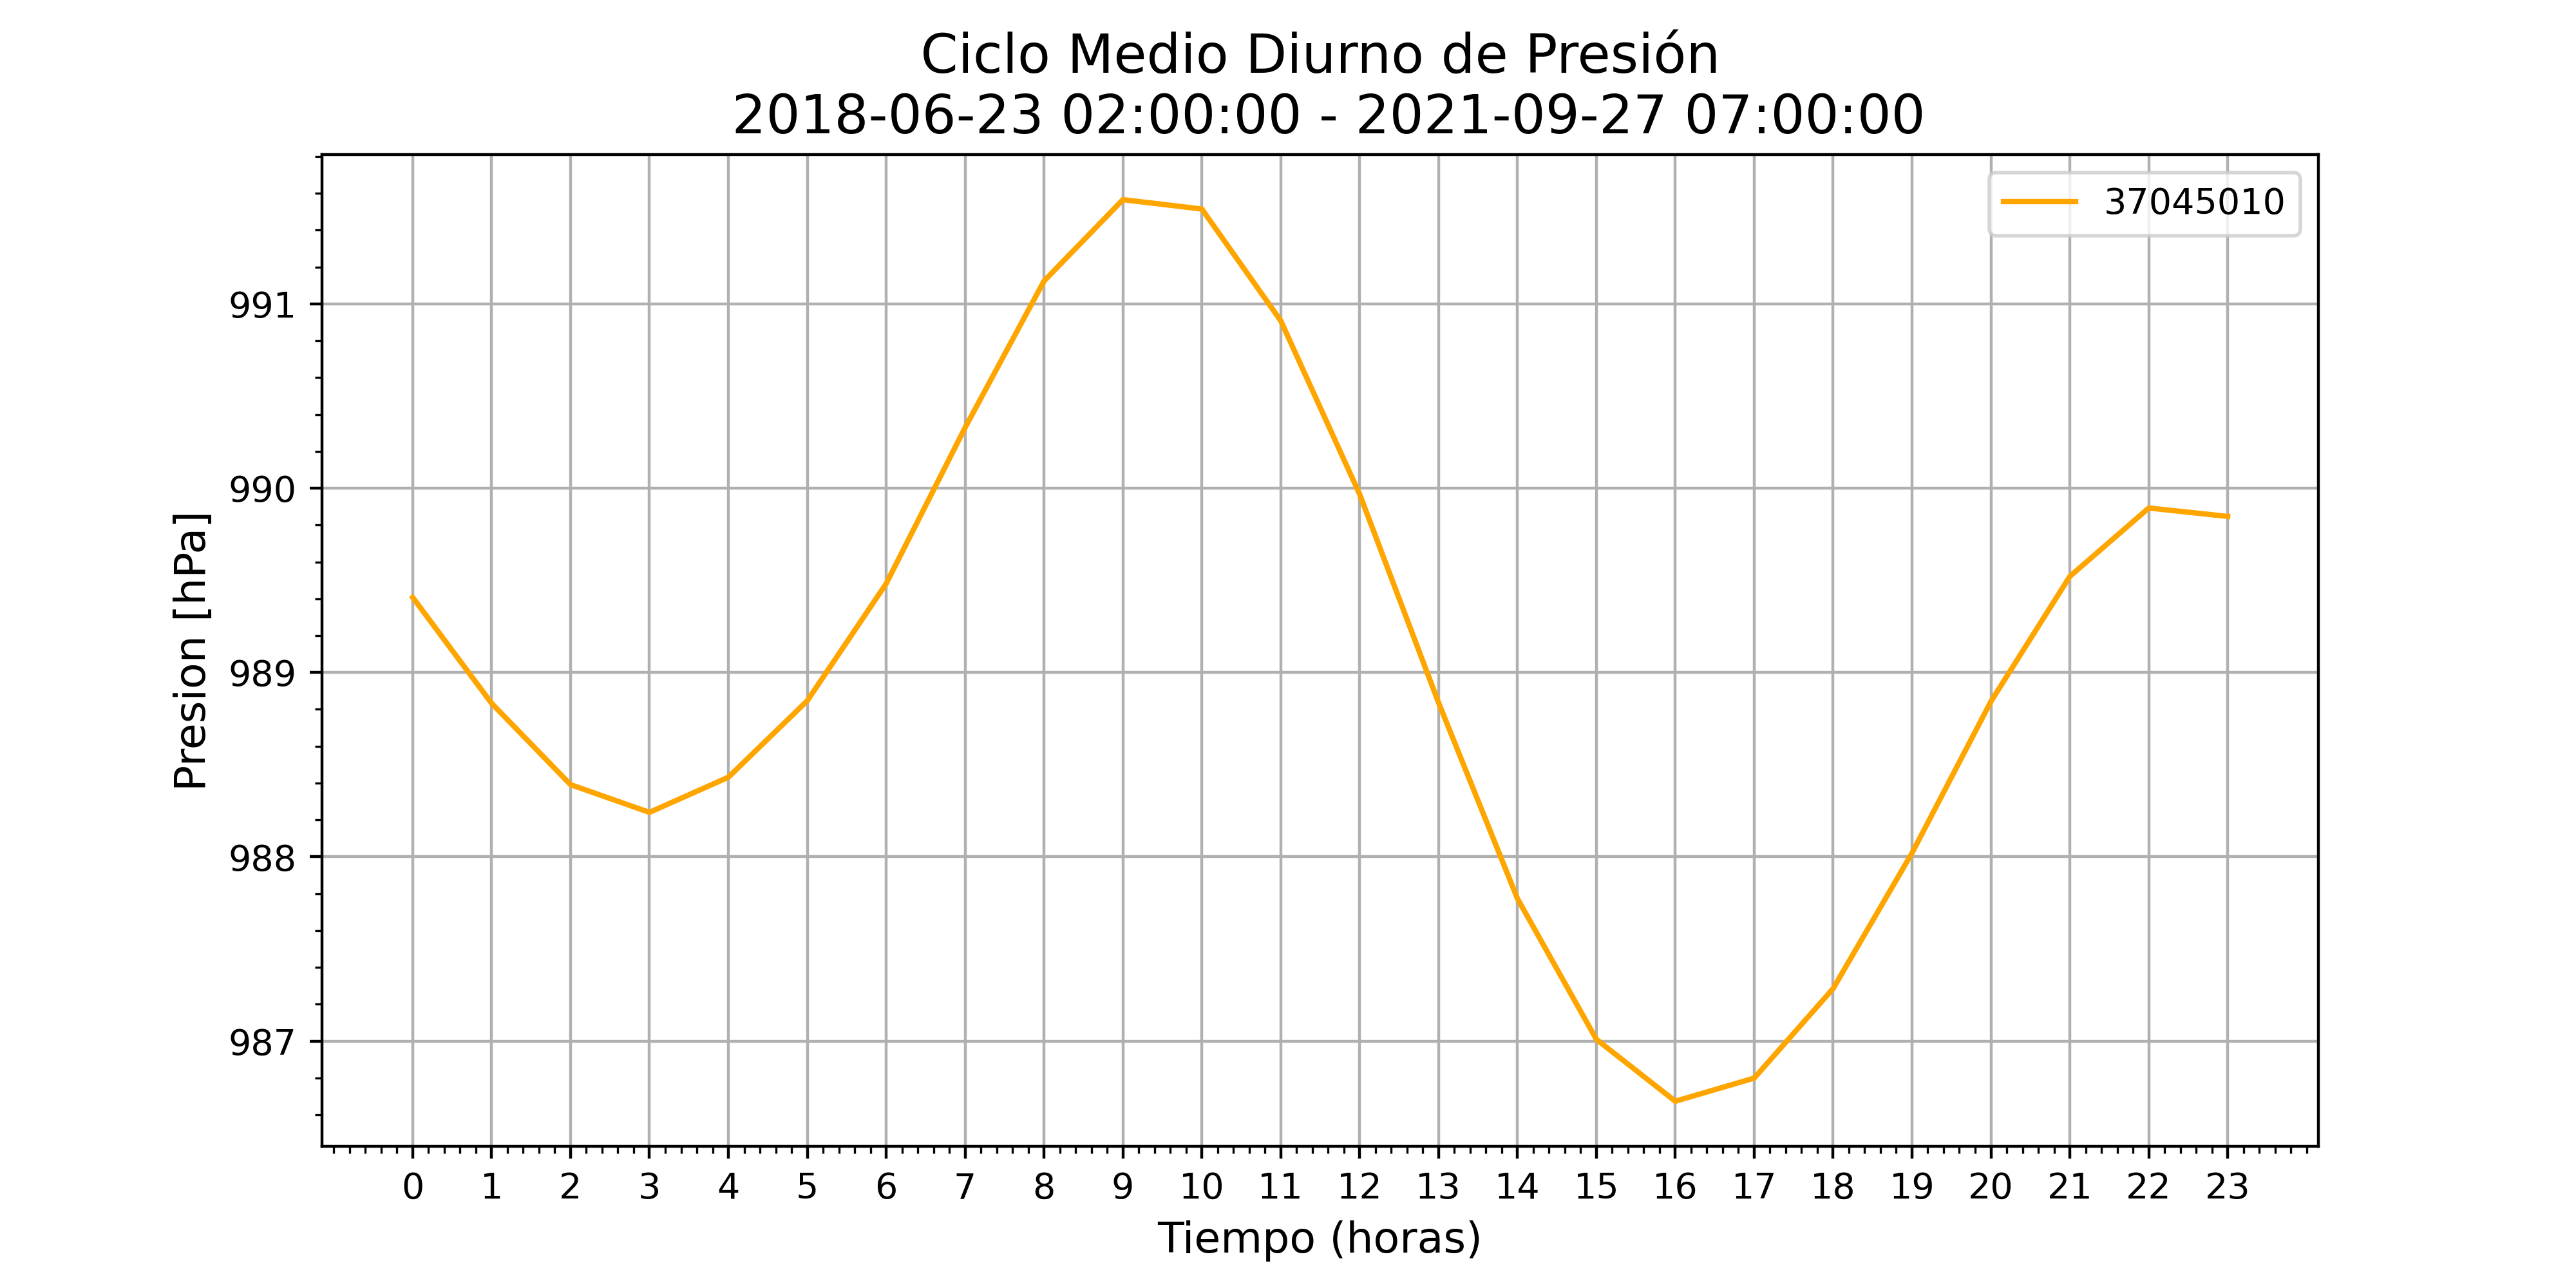 Ciclo Medio Diurno de Presión
2018-06-23 02:00:00 - 2021-09-27 07:00:00
37045010
991
990
989
988
987
Presion [hPa]
0 1 2 3 4 5 6 7 8 9 10 11 12 13 14 15 16 17 18 19 20 21 22 23
Tiempo (horas)